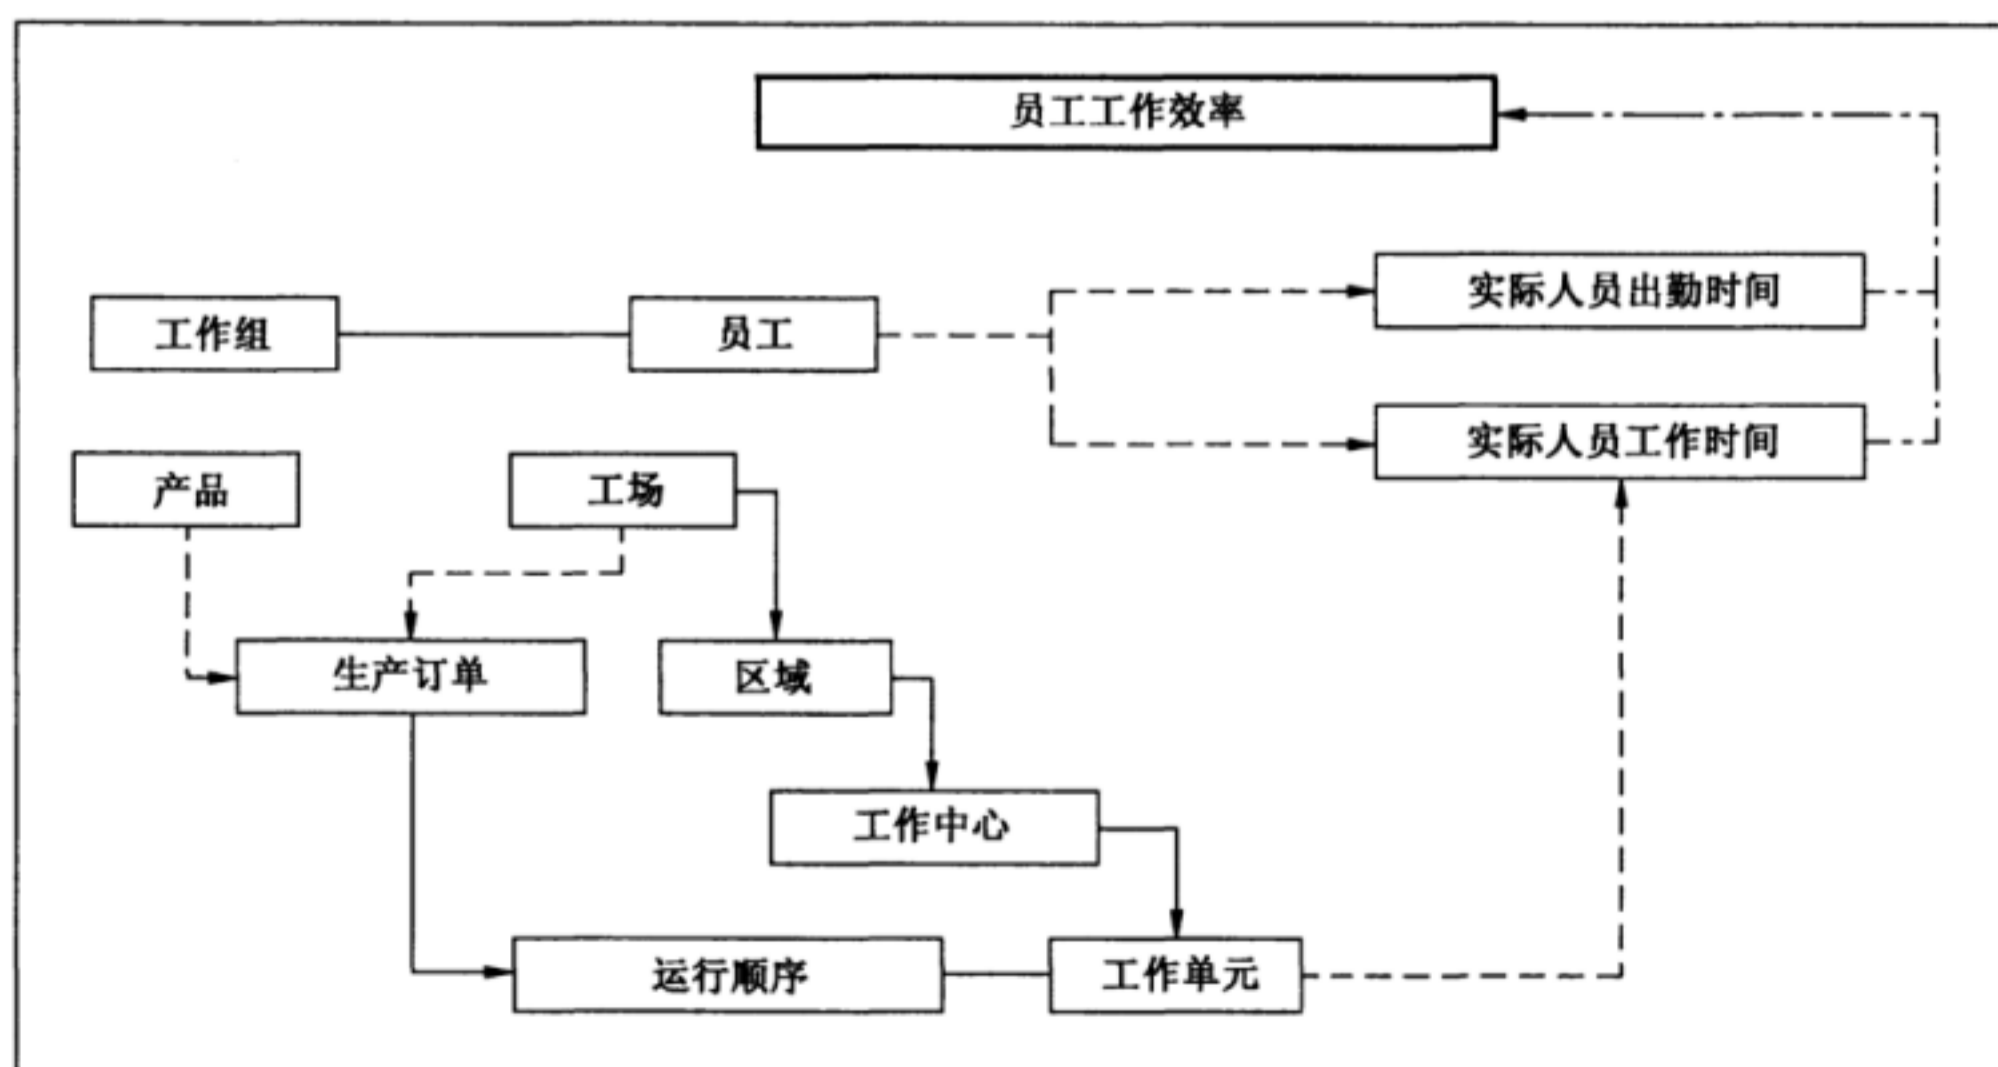 员工工作效率
实际人员出勤时间
工作组
员工
实际人员工作时间
产品
工场
生产订单
区域
工作中心
运行顺序
工作单元